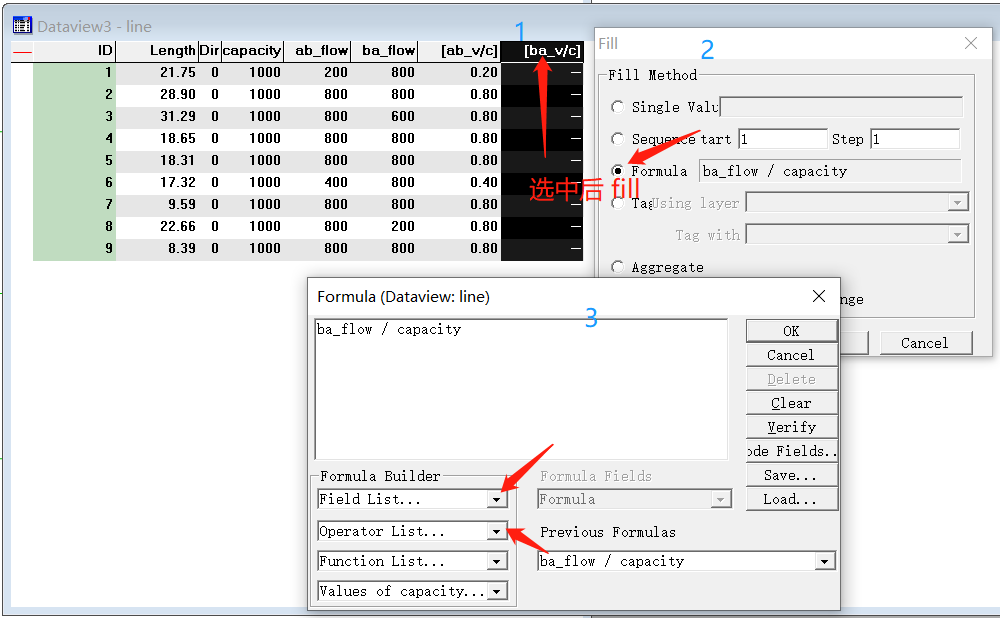 Dataview3 - line
1
ID Length Dir capacity ab_flow ba_flow [ab_v/c] [ba_v/c]
1 21.75 0 1000 200 800 0.20 —
2 28.90 0 1000 800 800 0.80 —
3 31.29 0 1000 800 600 0.80 —
4 18.65 0 1000 800 800 0.80 —
5 18.31 0 1000 800 800 0.80 —
6 17.32 0 1000 400 800 0.40 —
7 9.59 0 1000 800 800 0.80 —
8 22.66 0 1000 800 200 0.80 —
9 8.39 0 1000 800 800 0.80 —
选中后 fill
Fill
2
Fill Method
Single Valu
Sequence tart 1 Step 1
Formula ba_flow / capacity
Tag Using layer
Tag with
Aggregate
nge
Cancel
Formula (Dataview: line)
3
ba_flow / capacity
OK
Cancel
Delete
Clear
Verify
ode Fields..
Save...
Load...
Formula Builder
Field List...
Operator List...
Function List...
Values of capacity...
Formula Fields
Formula
Previous Formulas
ba_flow / capacity